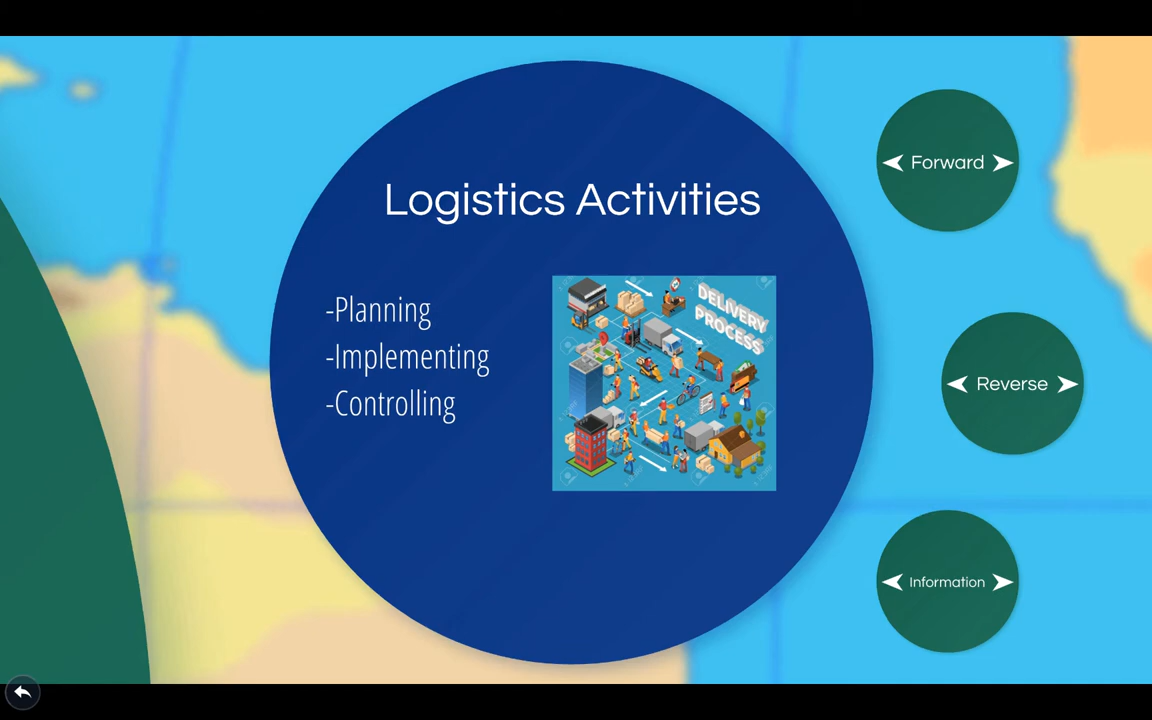 Logistics Activities
-Planning
-Implementing
-Controlling
DELIVERY
PROCESS
Forward
Reverse
Information